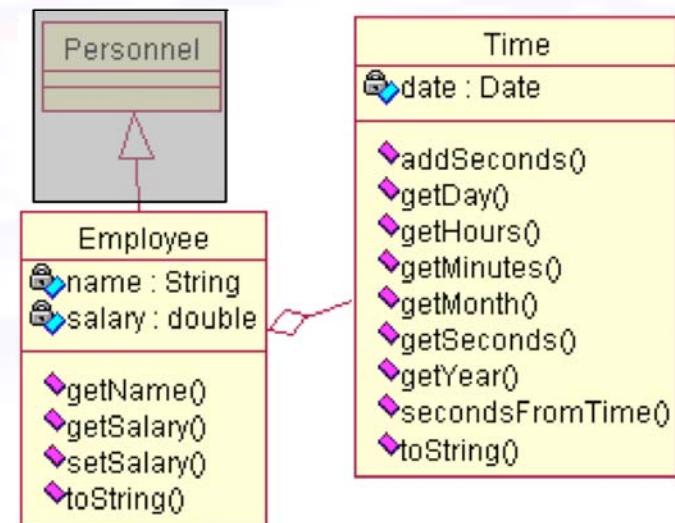 Personnel
Employee
name : String
salary : double
getName()
getSalary()
setSalary()
toString()
Time
date : Date
addSeconds()
getDay()
getHours()
getMinutes()
getMonth()
getSeconds()
getYear()
secondsFromTime()
toString()